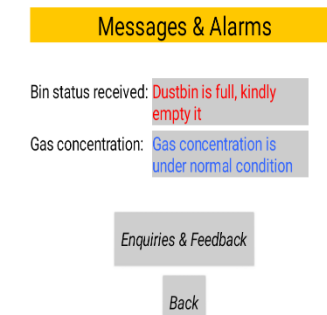 Messages & Alarms
Bin status received: Dustbin is full, kindly
empty it
Gas concentration: Gas concentration is
under normal condition
Enquiries & Feedback
Back